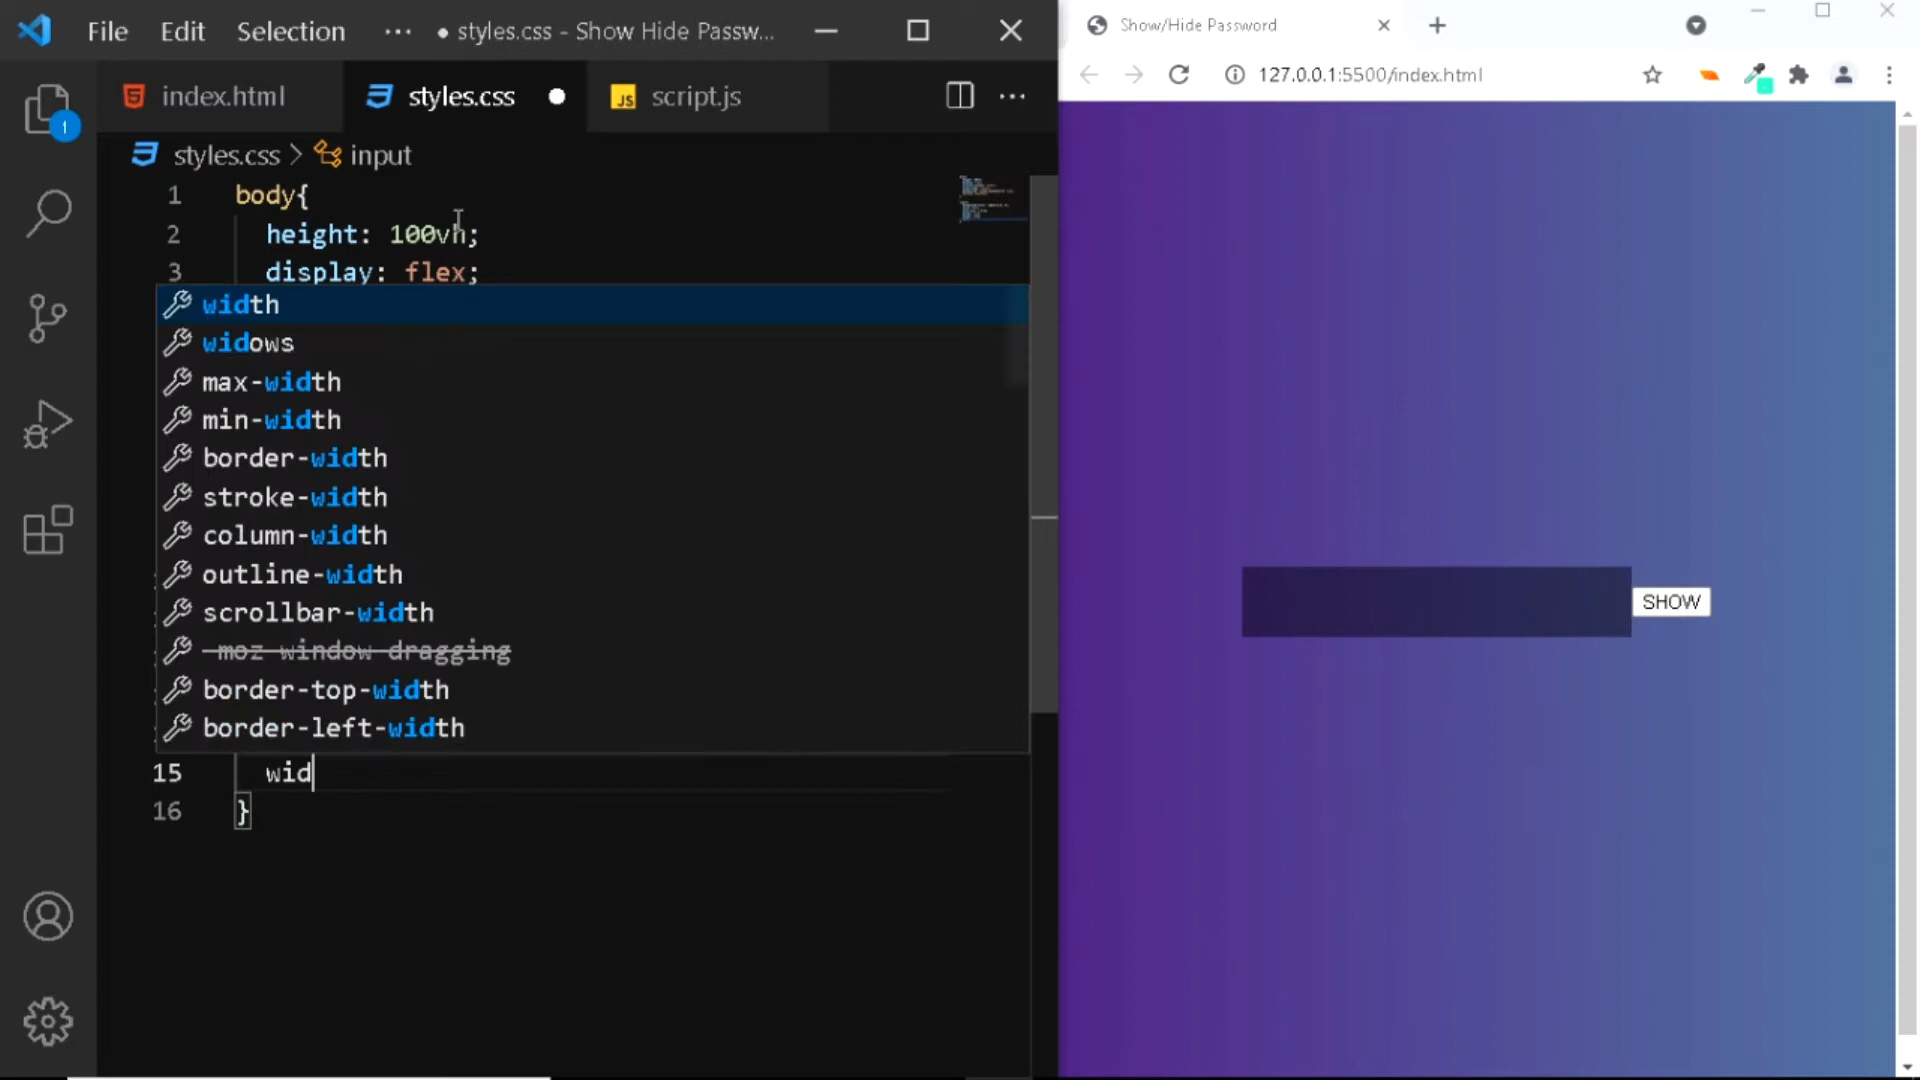 File Edit Selection ··· ● styles.css - Show Hide Passw...
index.html styles.css ● JS script.js ···
styles.css > input
1 body{
2 height: 100vh;
3 display: flex;
width
widows
max-width
min-width
border-width
stroke-width
column-width
outline-width
scrollbar-width
-moz-window-dragging
border-top-width
border-left-width
15 wid
16 }
1
Show/Hide Password
127.0.0.1:5500/index.html
SHOW